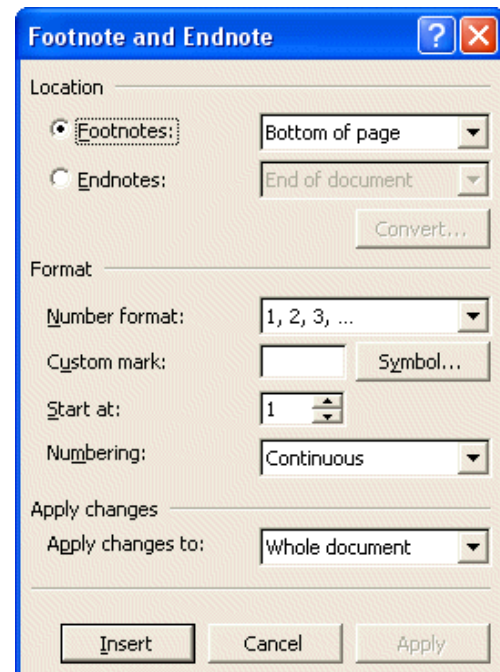 Footnote and Endnote ?
Location
Footnotes: Bottom of page
Endnotes: End of document
Convert...
Format
Number format: 1, 2, 3, ...
Custom mark: Symbol...
Start at: 1
Numbering: Continuous
Apply changes
Apply changes to: Whole document
Insert Cancel Apply